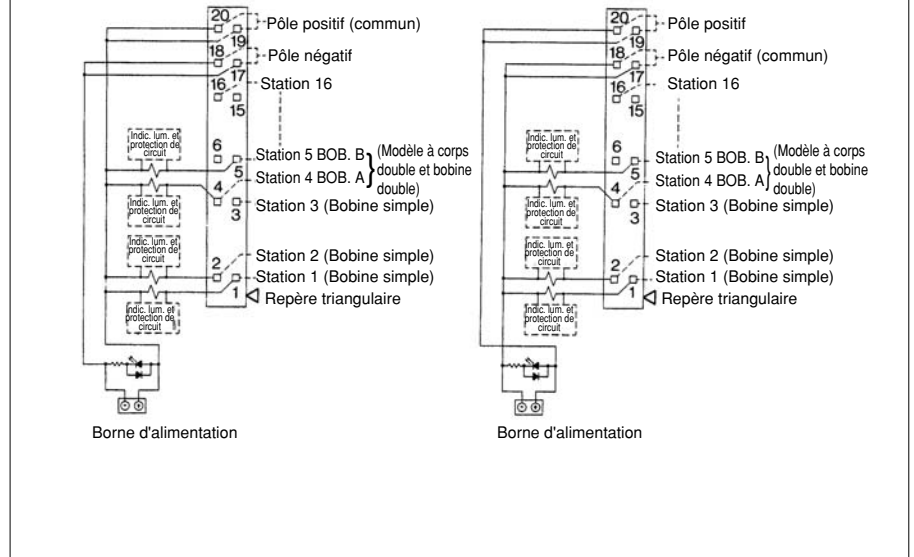 20
Pôle positif (commun)
19
18
Pôle négatif
17
16
Station 16
15
Indic. lum. et
protection de
circuit
6
Station 5 BOB. B
(Modèle à corps
double et bobine
double)
5
4
Station 4 BOB. A
Indic. lum. et
protection de
circuit
Station 3 (Bobine simple)
3
Indic. lum. et
protection de
circuit
2
Station 2 (Bobine simple)
Station 1 (Bobine simple)
1
Repère triangulaire
Indic. lum. et
protection de
circuit
Borne d'alimentation
20
Pôle positif
19
18
Pôle négatif (commun)
17
16
Station 16
15
Indic. lum. et
protection de
circuit
6
Station 5 BOB. B
(Modèle à corps
double et bobine
double)
5
4
Station 4 BOB. A
Indic. lum. et
protection de
circuit
Station 3 (Bobine simple)
3
Indic. lum. et
protection de
circuit
2
Station 2 (Bobine simple)
Station 1 (Bobine simple)
1
Repère triangulaire
Indic. lum. et
protection de
circuit
Borne d'alimentation